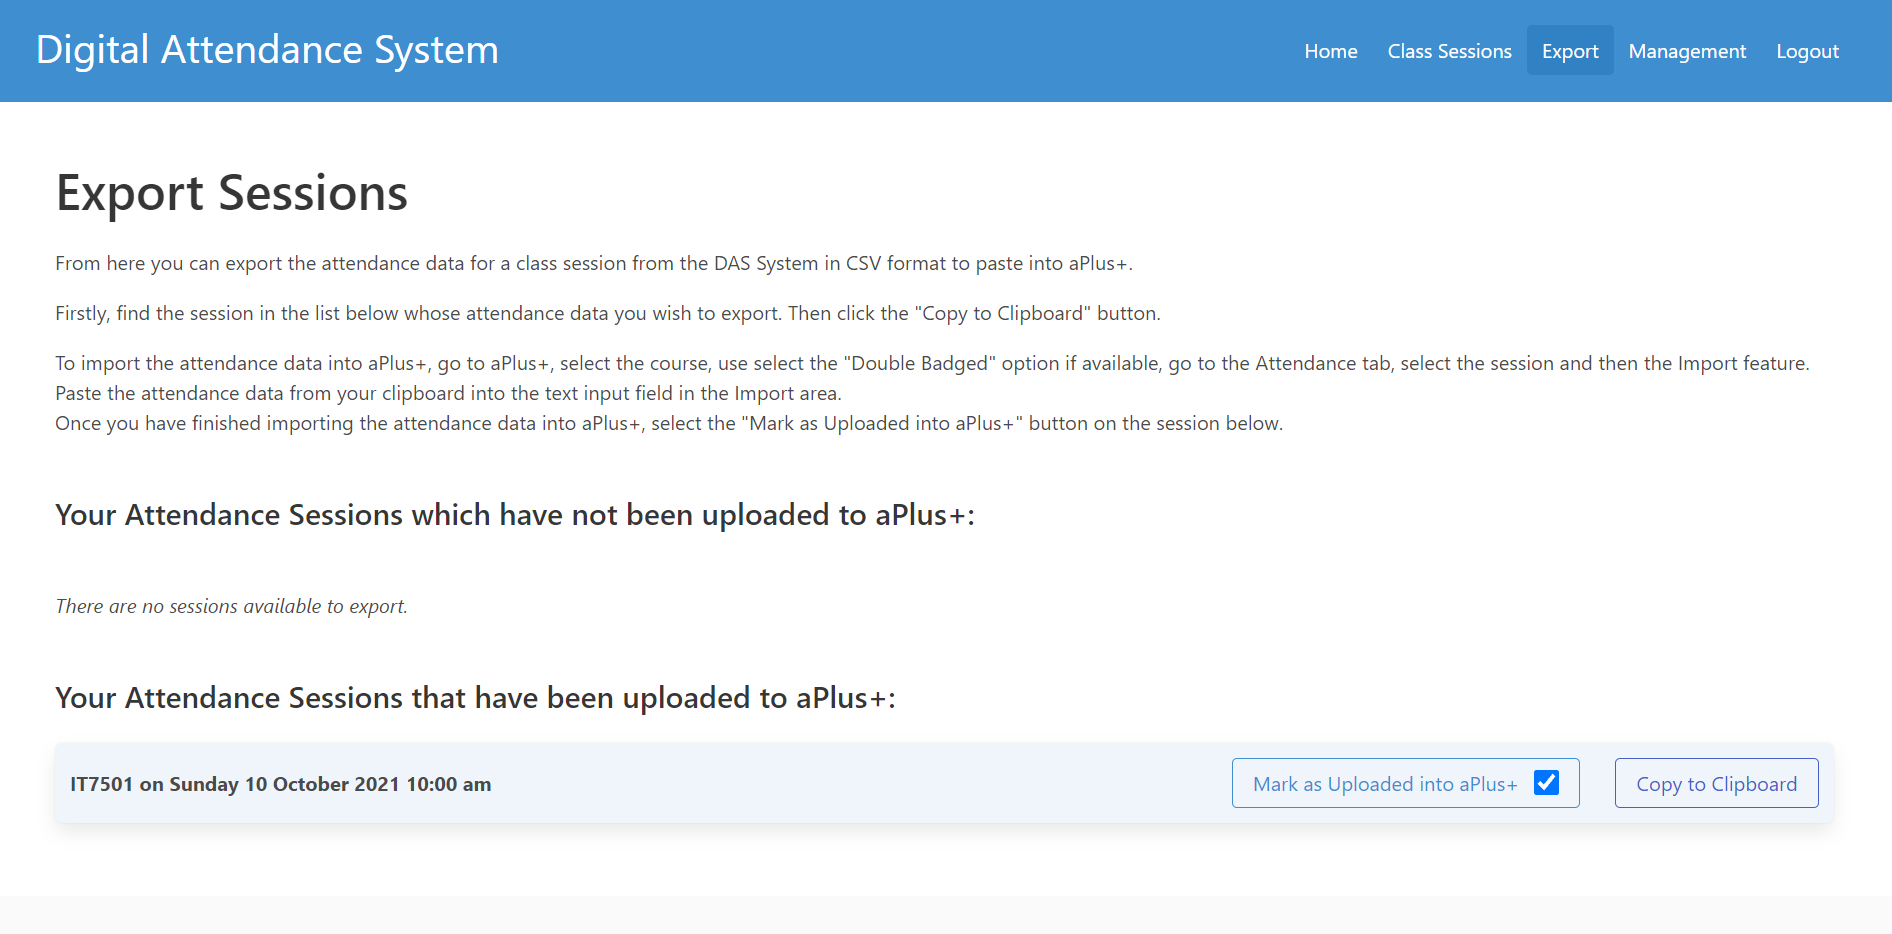 Digital Attendance System
Home Class Sessions Export Management Logout
Export Sessions
From here you can export the attendance data for a class session from the DAS System in CSV format to paste into aPlus+.
Firstly, find the session in the list below whose attendance data you wish to export. Then click the "Copy to Clipboard" button.
To import the attendance data into aPlus+, go to aPlus+, select the course, use select the "Double Badged" option if available, go to the Attendance tab, select the session and then the Import feature.
Paste the attendance data from your clipboard into the text input field in the Import area.
Once you have finished importing the attendance data into aPlus+, select the "Mark as Uploaded into aPlus+" button on the session below.
Your Attendance Sessions which have not been uploaded to aPlus+:
There are no sessions available to export.
Your Attendance Sessions that have been uploaded to aPlus+:
IT7501 on Sunday 10 October 2021 10:00 am Mark as Uploaded into aPlus+ Copy to Clipboard